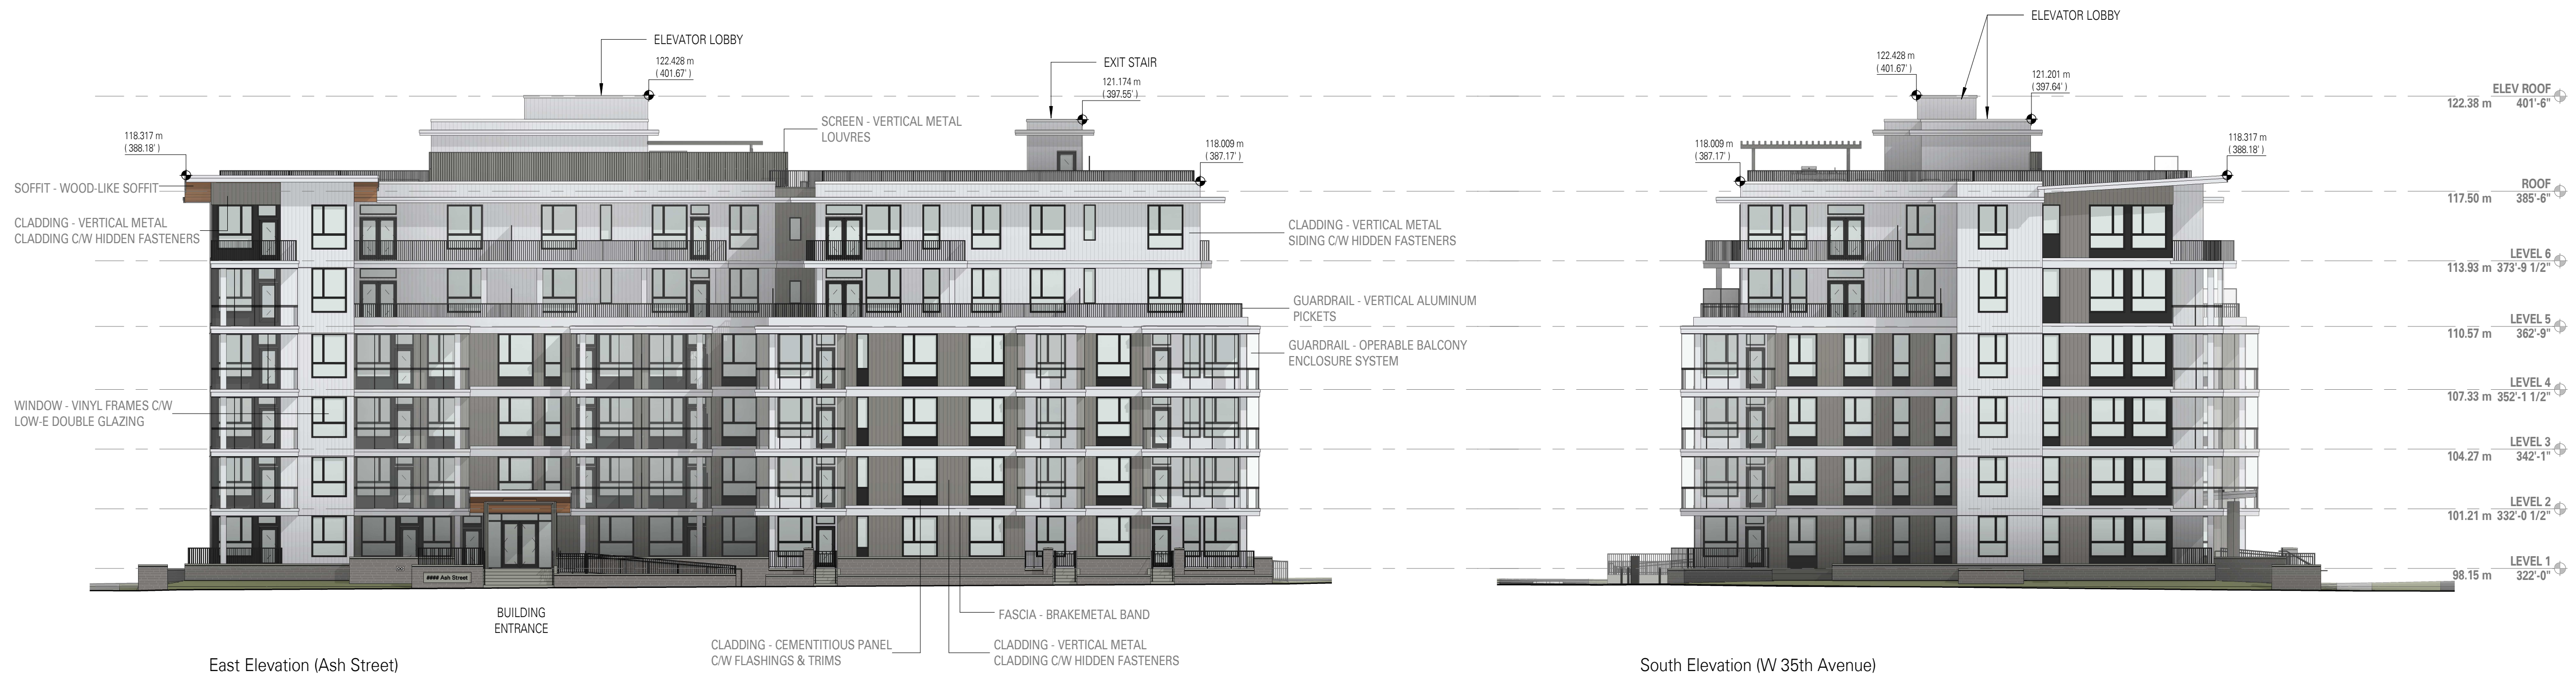 ELEVATOR LOBBY
122.428 m
( 401.67' )
EXIT STAIR
121.174 m
(397.55' )
118.317 m
( 388.18' )
SCREEN - VERTICAL METAL
LOUVRES
118.009 m
( 387.17' )
SOFFIT - WOOD-LIKE SOFFIT
CLADDING - VERTICAL METAL
CLADDING C/W HIDDEN FASTENERS
CLADDING - VERTICAL METAL
SIDING C/W HIDDEN FASTENERS
GUARDRAIL - VERTICAL ALUMINUM
PICKETS
GUARDRAIL - OPERABLE BALCONY
ENCLOSURE SYSTEM
WINDOW - VINYL FRAMES C/W
LOW-E DOUBLE GLAZING
#### Ash Street
BUILDING
ENTRANCE
FASCIA - BRAKEMETAL BAND
CLADDING - CEMENTITIOUS PANEL
C/W FLASHINGS & TRIMS
CLADDING - VERTICAL METAL
CLADDING C/W HIDDEN FASTENERS
East Elevation (Ash Street)
ELEVATOR LOBBY
122.428 m
( 401.67' )
121.201 m
( 397.64' )
118.009 m
( 387.17' )
118.317 m
( 388.18' )
ELEV ROOF
122.38 m 401'-6"
ROOF
117.50 m 385'-6"
LEVEL 6
113.93 m 373'-9 1/2"
LEVEL 5
110.57 m 362'-9"
LEVEL 4
107.33 m 352'-1 1/2"
LEVEL 3
104.27 m 342'-1"
LEVEL 2
101.21 m 332'-0 1/2"
LEVEL 1
98.15 m 322'-0"
South Elevation (W 35th Avenue)